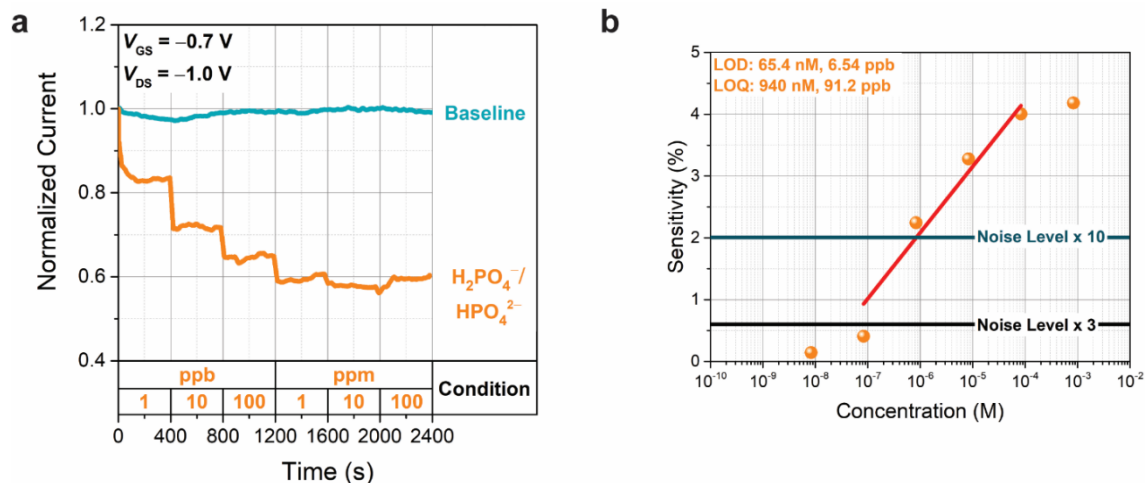 a
V_GS = −0.7 V
V_DS = −1.0 V
Baseline
H₂PO₄⁻/
HPO₄²⁻
Normalized Current
1.2
1.0
0.8
0.6
0.4
ppb ppm Condition
1 10 100 1 10 100
0 400 800 1200 1600 2000 2400
Time (s)
b
LOD: 65.4 nM, 6.54 ppb
LOQ: 940 nM, 91.2 ppb
Noise Level x 10
Noise Level x 3
Sensitivity (%)
5
4
3
2
1
0
10⁻¹⁰ 10⁻⁹ 10⁻⁸ 10⁻⁷ 10⁻⁶ 10⁻⁵ 10⁻⁴ 10⁻³ 10⁻²
Concentration (M)